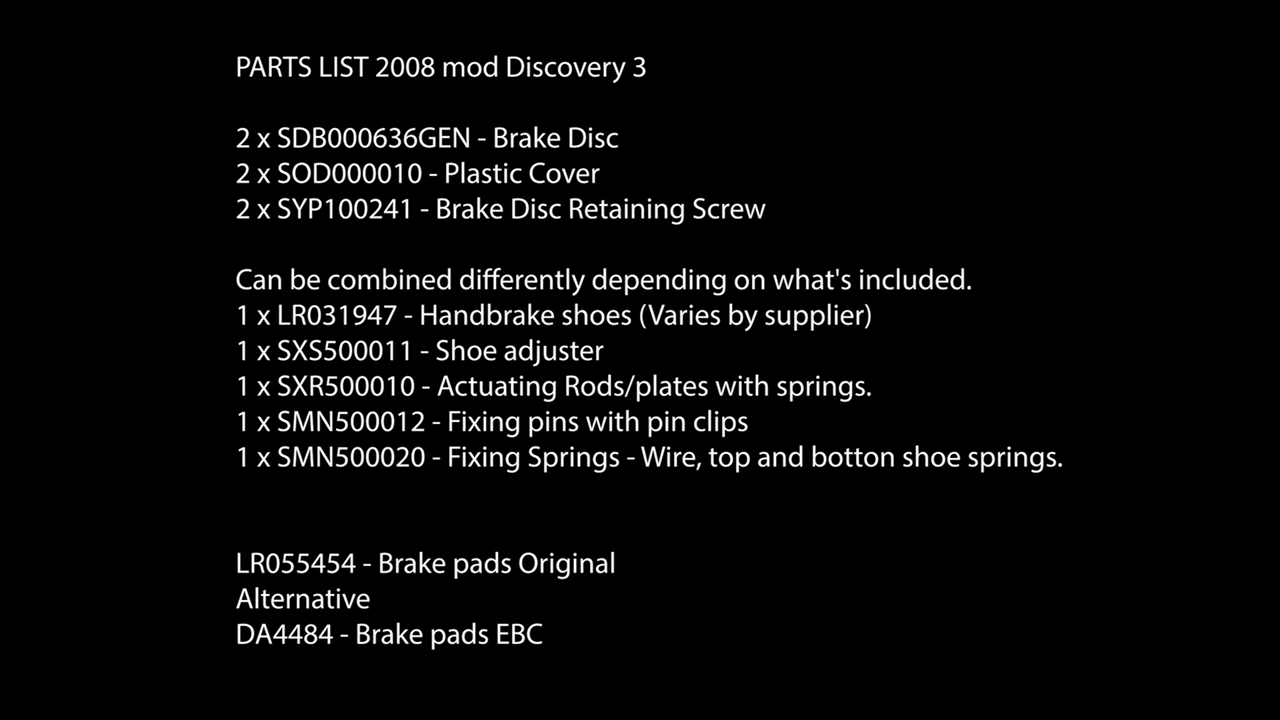 PARTS LIST 2008 mod Discovery 3
2 x SDB000636GEN - Brake Disc
2 x SOD000010 - Plastic Cover
2 x SYP100241 - Brake Disc Retaining Screw
Can be combined differently depending on what's included.
1 x LR031947 - Handbrake shoes (Varies by supplier)
1 x SXS500011 - Shoe adjuster
1 x SXR500010 - Actuating Rods/plates with springs.
1 x SMN500012 - Fixing pins with pin clips
1 x SMN500020 - Fixing Springs - Wire, top and botton shoe springs.
LR055454 - Brake pads Original
Alternative
DA4484 - Brake pads EBC